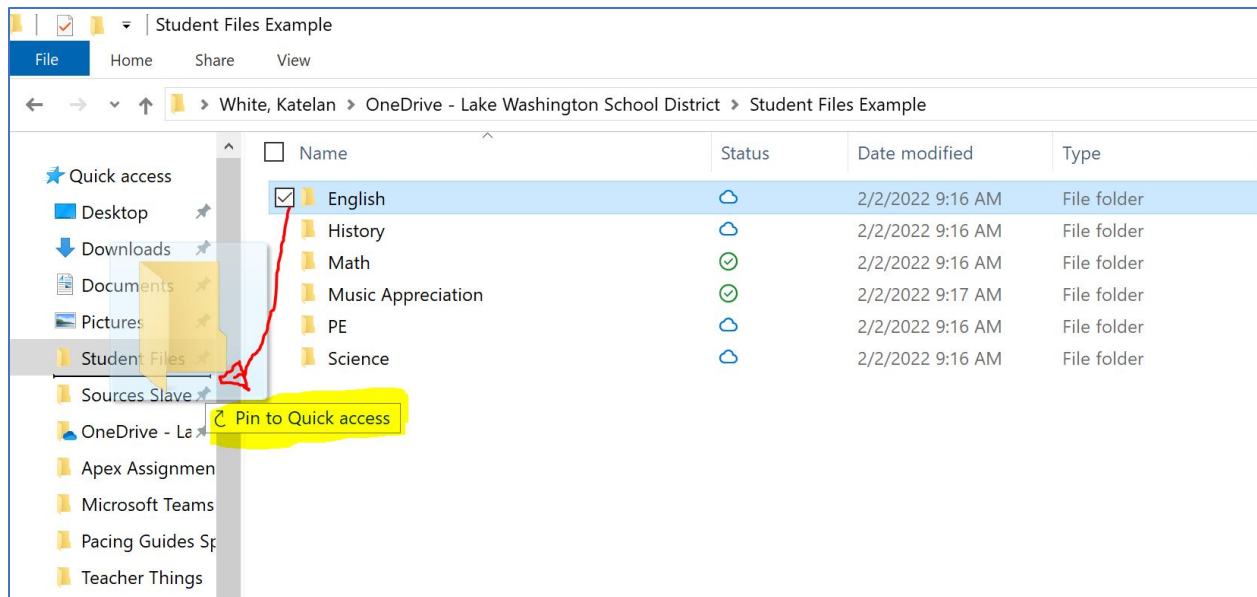 Student Files Example
File Home Share View
White, Katelan > OneDrive - Lake Washington School District > Student Files Example
Name Status Date modified Type
Quick access
Desktop
Downloads
Documents
Pictures
Student Files
Sources Slave
OneDrive - La
Apex Assignmen
Microsoft Teams
Pacing Guides Sp
Teacher Things
English 2/2/2022 9:16 AM File folder
History 2/2/2022 9:16 AM File folder
Math 2/2/2022 9:16 AM File folder
Music Appreciation 2/2/2022 9:17 AM File folder
PE 2/2/2022 9:16 AM File folder
Science 2/2/2022 9:16 AM File folder
Pin to Quick access